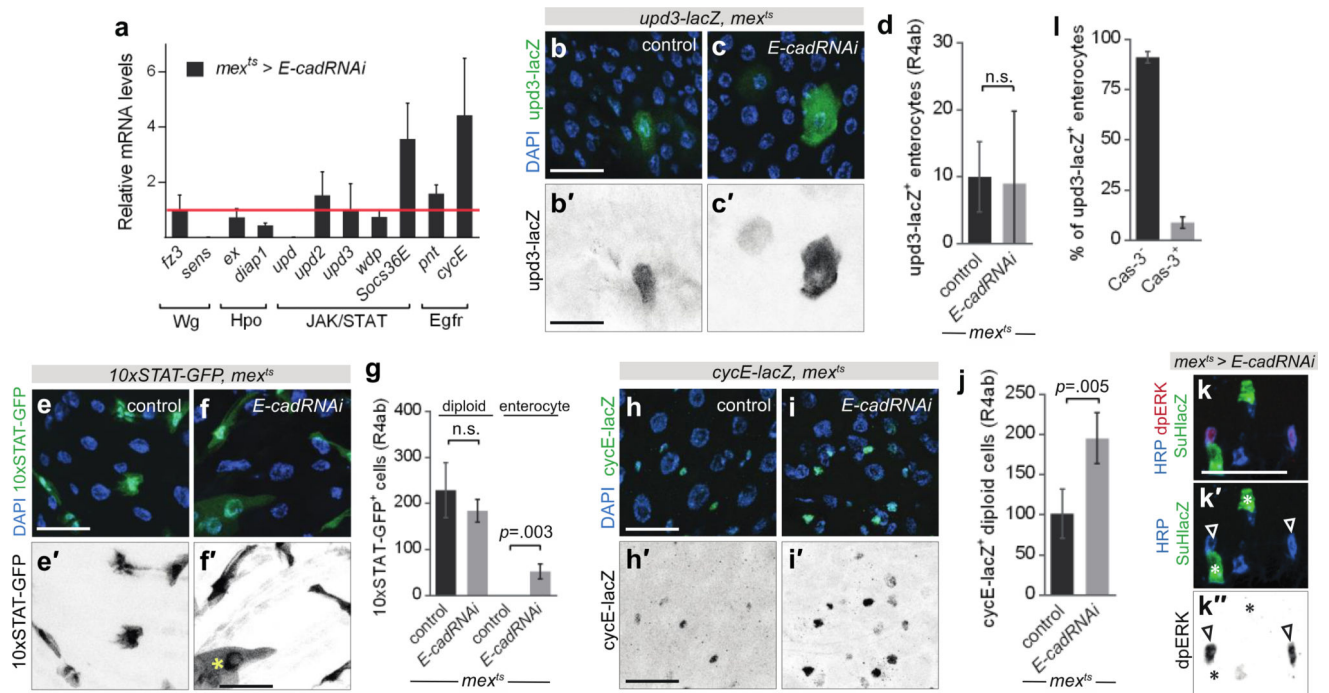 a
Relative mRNA levels
6
4
2
mex^ts > E-cadRNAi
fz3
sens
ex
diap1
upd
upd2
upd3
wdp
Socs36E
pnt
cycE
Wg
Hpo
JAK/STAT
Egfr
upd3-lacZ, mex^ts
DAPI upd3-lacZ
b
control
c
E-cadRNAi
upd3-lacZ
b′
c′
d
upd3-lacZ+ enterocytes (R4ab)
30
20
10
0
n.s.
control
E-cadRNAi
mex^ts
l
% of upd3-lacZ+ enterocytes
100
75
50
25
0
Cas-3-
Cas-3+
10xSTAT-GFP, mex^ts
DAPI 10xSTAT-GFP
e
control
f
E-cadRNAi
10xSTAT-GFP
e′
f′
*
g
10xSTAT-GFP+ cells (R4ab)
400
300
200
100
0
diploid
enterocyte
n.s.
p=.003
control
E-cadRNAi
control
E-cadRNAi
mex^ts
cycE-lacZ, mex^ts
DAPI cycE-lacZ
h
control
i
E-cadRNAi
cycE-lacZ
h′
i′
j
cycE-lacZ+ diploid cells (R4ab)
250
200
150
100
50
0
p=.005
control
E-cadRNAi
mex^ts
mex^ts > E-cadRNAi
HRP dpERK
SuHlacZ
k
HRP
SuHlacZ
k′
*
*
dpERK
k″
*
*